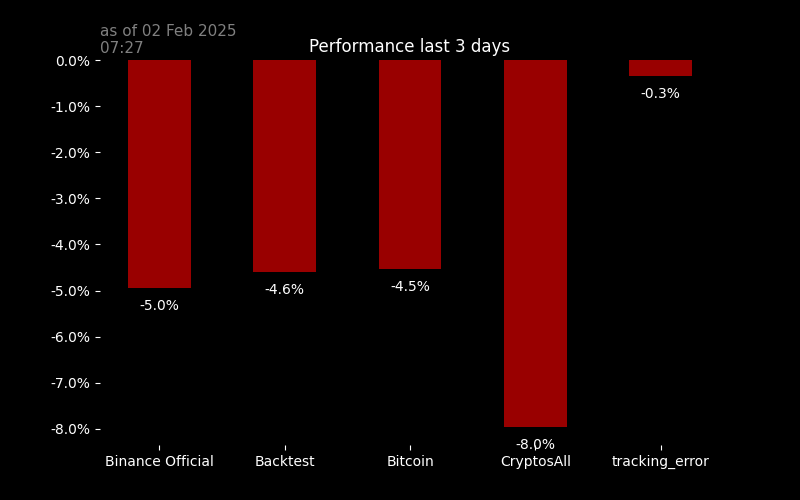 as of 02 Feb 2025
07:27
Performance last 3 days
0.0%
-1.0%
-2.0%
-3.0%
-4.0%
-5.0%
-6.0%
-7.0%
-8.0%
-5.0%
-4.6%
-4.5%
-8.0%
-0.3%
Binance Official
Backtest
Bitcoin
CryptosAll
tracking_error